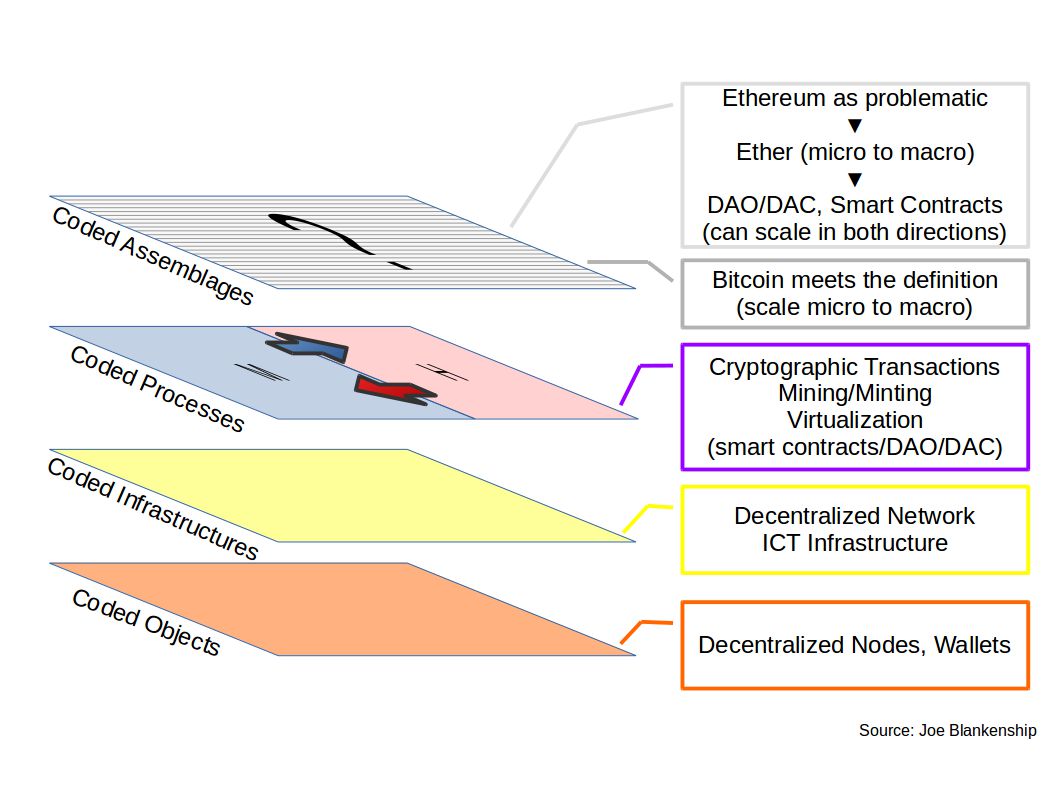 Ethereum as problematic
▼
Ether (micro to macro)
▼
DAO/DAC, Smart Contracts
(can scale in both directions)
Coded Assemblages
?
Bitcoin meets the definition
(scale micro to macro)
Coded Processes
Cryptographic Transactions
Mining/Minting
Virtualization
(smart contracts/DAO/DAC)
Coded Infrastructures
Decentralized Network
ICT Infrastructure
Coded Objects
Decentralized Nodes, Wallets
Source: Joe Blankenship